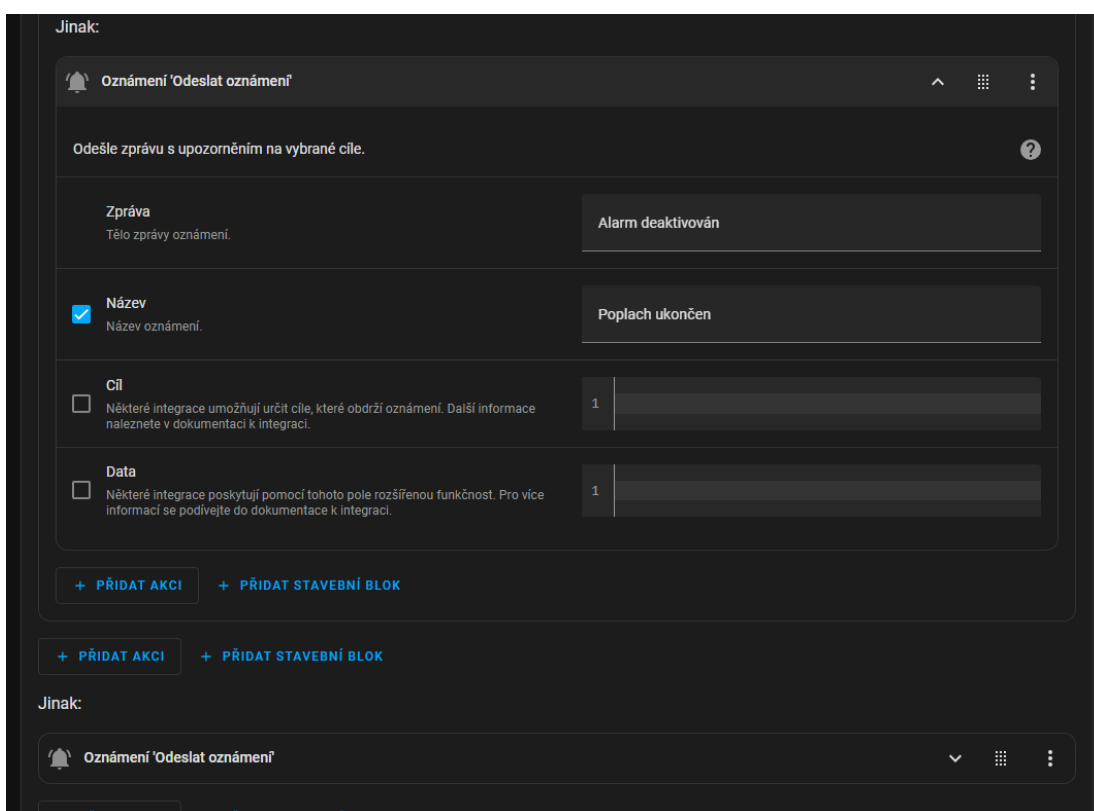 Jinak:
Oznámení 'Odeslat oznámení'
Odešle zprávu s upozorněním na vybrané cíle.
Zpráva
Tělo zprávy oznámení.
Alarm deaktivován
Název
Název oznámení.
Poplach ukončen
Cíl
Některé integrace umožňují určit cíle, které obdrží oznámení. Další informace
naleznete v dokumentaci k integraci.
1
Data
Některé integrace poskytují pomocí tohoto pole rozšířenou funkčnost. Pro více
informací se podívejte do dokumentace k integraci.
1
+ PŘIDAT AKCI + PŘIDAT STAVEBNÍ BLOK
+ PŘIDAT AKCI + PŘIDAT STAVEBNÍ BLOK
Jinak:
Oznámení 'Odeslat oznámení'